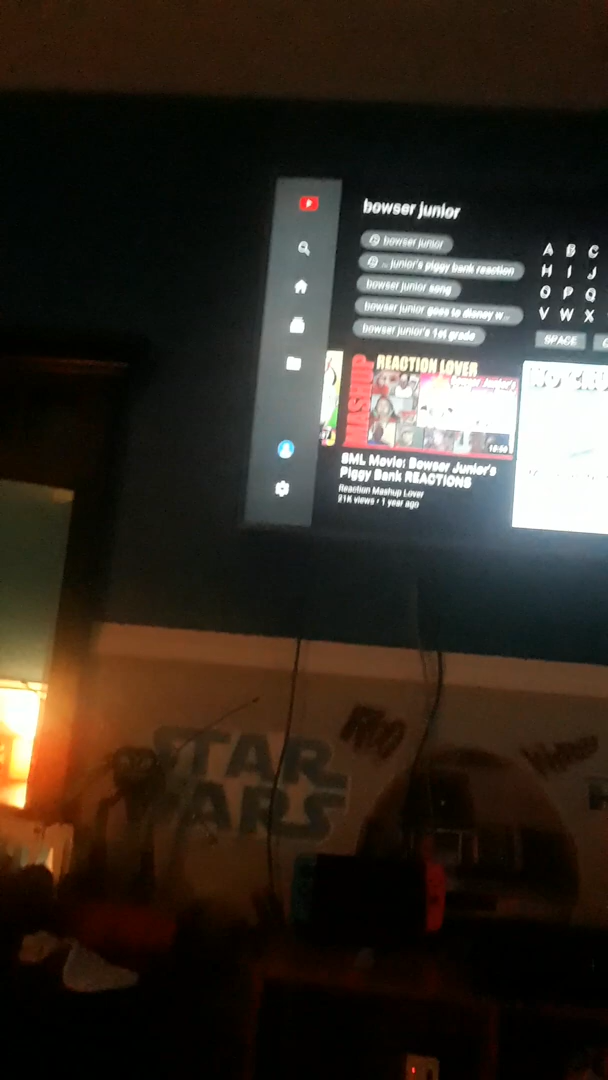 bowser junior
bowser junior
... junior's piggy bank reaction
bowser junior song
bowser junior goes to disney w...
bowser junior's 1st grade
A B C
H I J
O P Q
V W X
SPACE
REACTION LOVER
MASHUP
Bowser Junior's
SML Movie: Bowser Junior's
Piggy Bank REACTIONS
Reaction Mashup Lover
21K views • 1 year ago
STAR
WARS